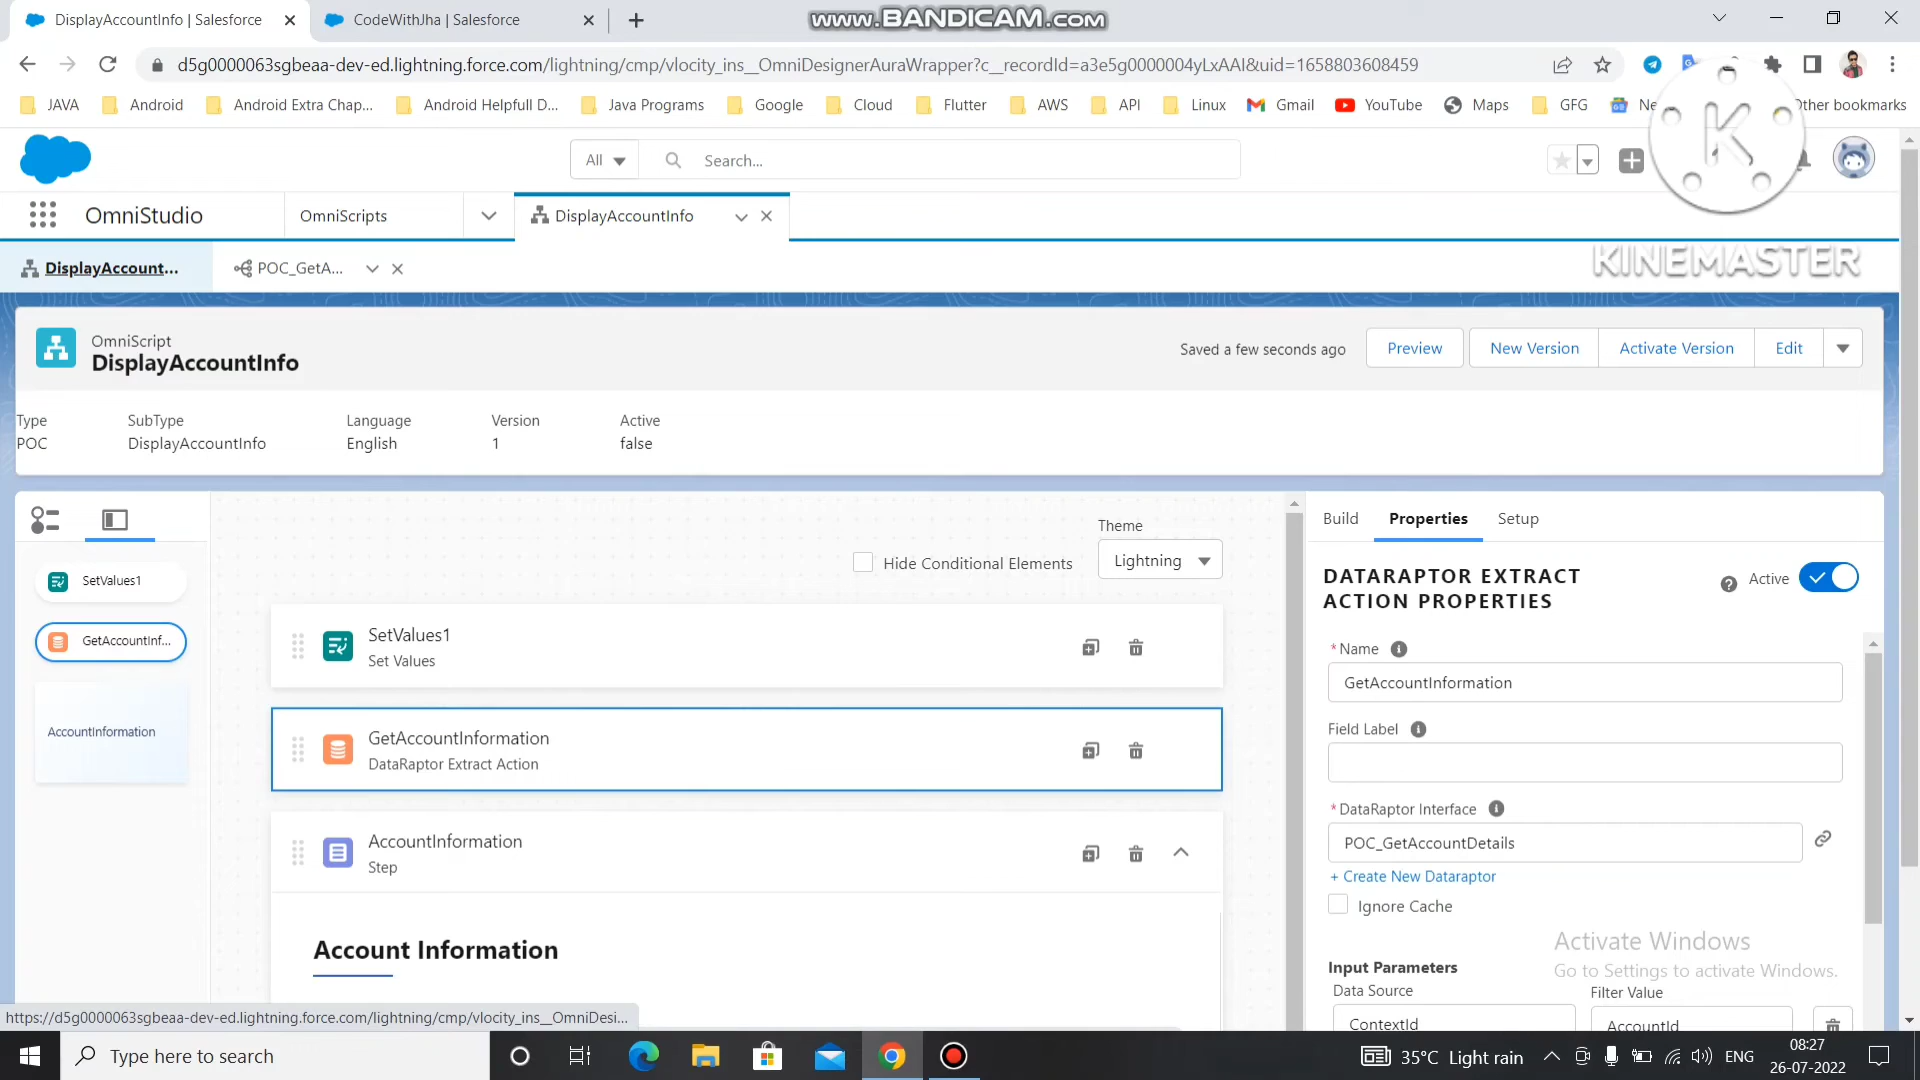 DisplayAccountInfo | Salesforce
CodeWithJha | Salesforce
www.BANDICAM.com
d5g0000063sgbeaa-dev-ed.lightning.force.com/lightning/cmp/vlocity_ins__OmniDesignerAuraWrapper?c__recordId=a3e5g0000004yLxAAI&uid=1658803608459
JAVA
Android
Android Extra Chap...
Android Helpfull D...
Java Programs
Google
Cloud
Flutter
AWS
API
Linux
Gmail
YouTube
Maps
GFG
Other bookmarks
K
All
Search...
OmniStudio
OmniScripts
DisplayAccountInfo
DisplayAccount...
POC_GetA...
KINEMASTER
OmniScript
DisplayAccountInfo
Saved a few seconds ago
Preview
New Version
Activate Version
Edit
Type
SubType
Language
Version
Active
POC
DisplayAccountInfo
English
1
false
SetValues1
GetAccountInf...
AccountInformation
Theme
Hide Conditional Elements
Lightning
SetValues1
Set Values
GetAccountInformation
DataRaptor Extract Action
AccountInformation
Step
Account Information
Build
Properties
Setup
DATARAPTOR EXTRACT
ACTION PROPERTIES
Active
*Name
GetAccountInformation
Field Label
*DataRaptor Interface
POC_GetAccountDetails
+ Create New Dataraptor
Ignore Cache
Activate Windows
Go to Settings to activate Windows.
Input Parameters
Data Source
Filter Value
ContextId
AccountId
https://d5g0000063sgbeaa-dev-ed.lightning.force.com/lightning/cmp/vlocity_ins__OmniDesi...
Type here to search
35°C Light rain
ENG
08:27
26-07-2022